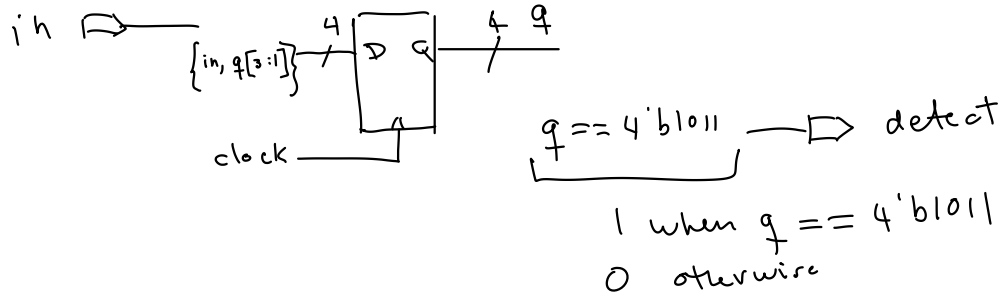 in
{in, q[3:1]}
4
D Q
4 q
clock
q == 4'b1011
detect
1 when q == 4'b1011
0 otherwise